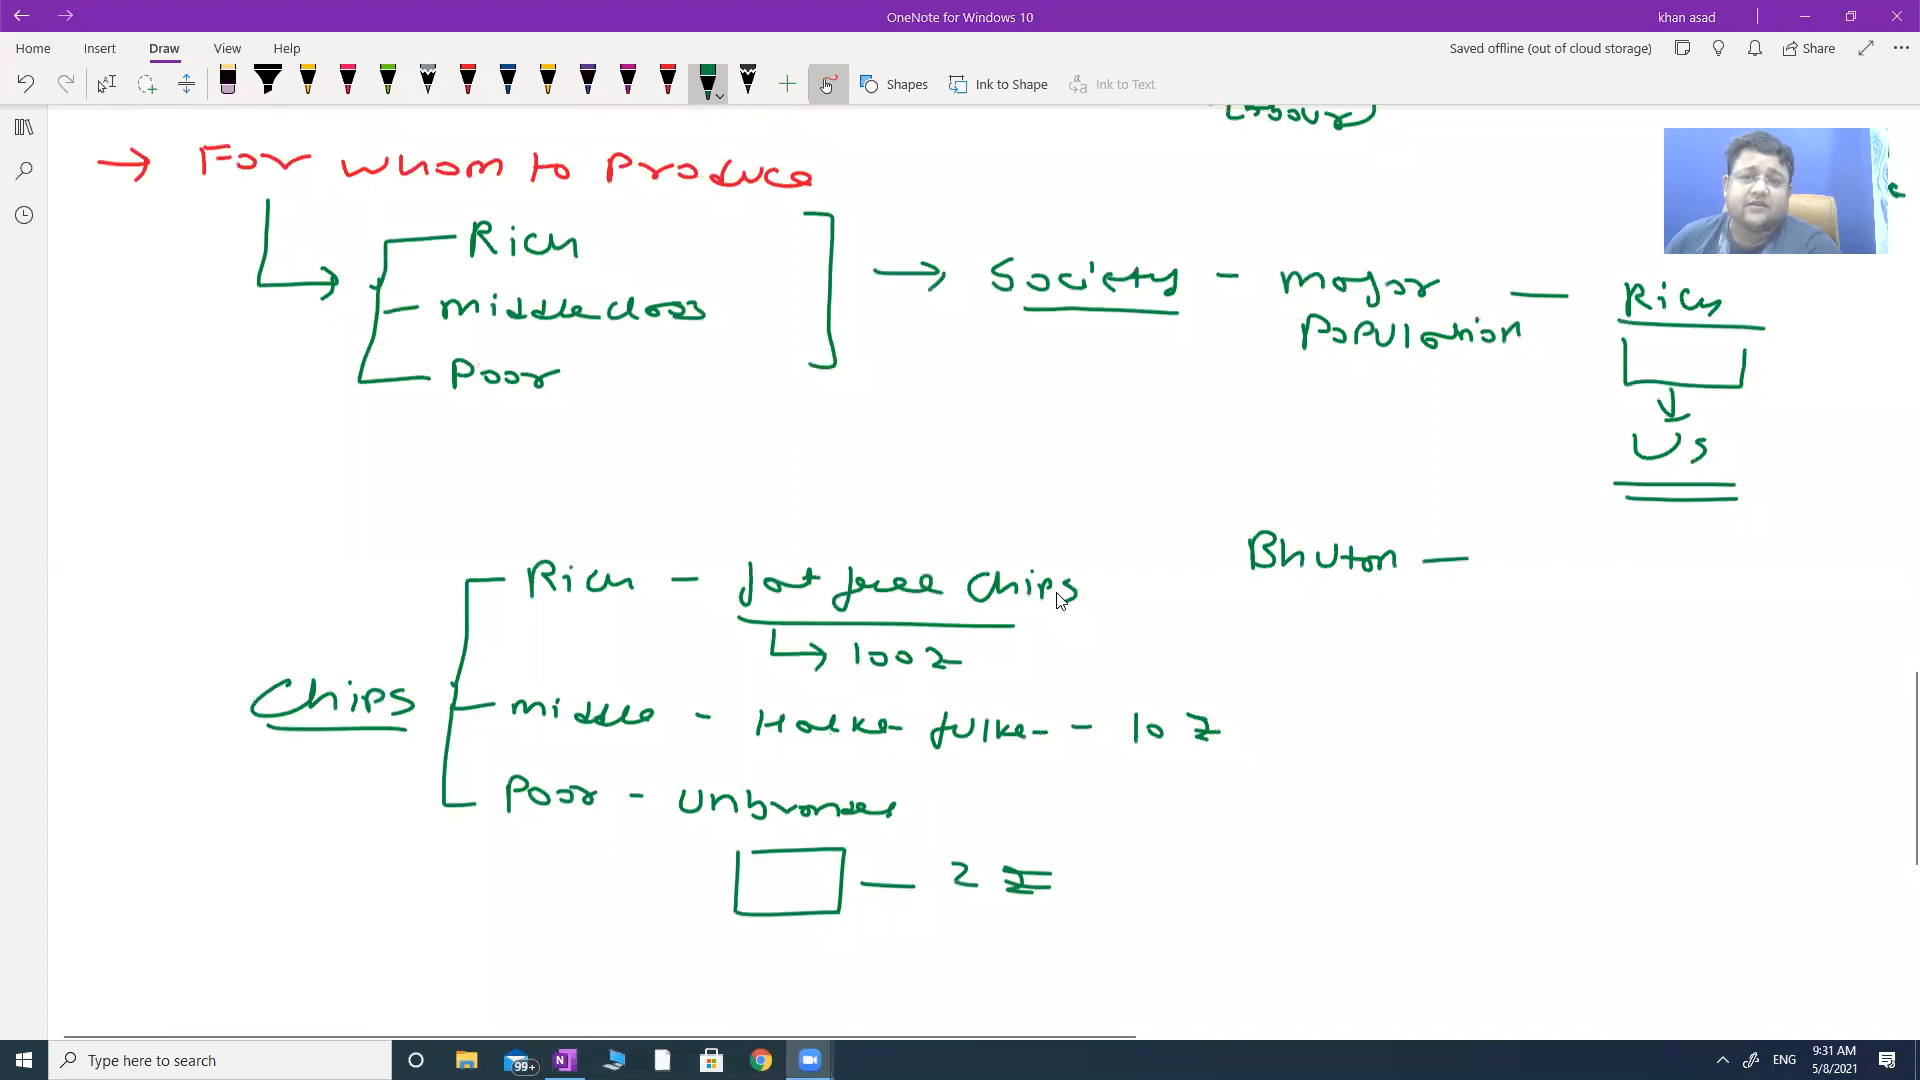 OneNote for Windows 10
khan asad
Home Insert Draw View Help
Saved offline (out of cloud storage)
Share
Shapes
Ink to Shape
Ink to Text
(Labour)
→ For whom to Produce
Rich
middle class
Poor
→ Society - major Population — Rich
US
Bhutan —
Chips
Rich - fat free Chips
→ 100 ₹
middle - Halke fulke - 10 ₹
Poor - unbranded
— 2 ₹
Type here to search
99+
ENG
9:31 AM
5/8/2021